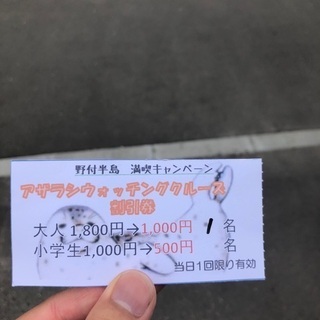 野付半島 満喫キャンペーン
アザラシウォッチングクルーズ
割引券
大人 1,800円→1,000円 1 名
小学生1,000円→500円 名
当日1回限り有効